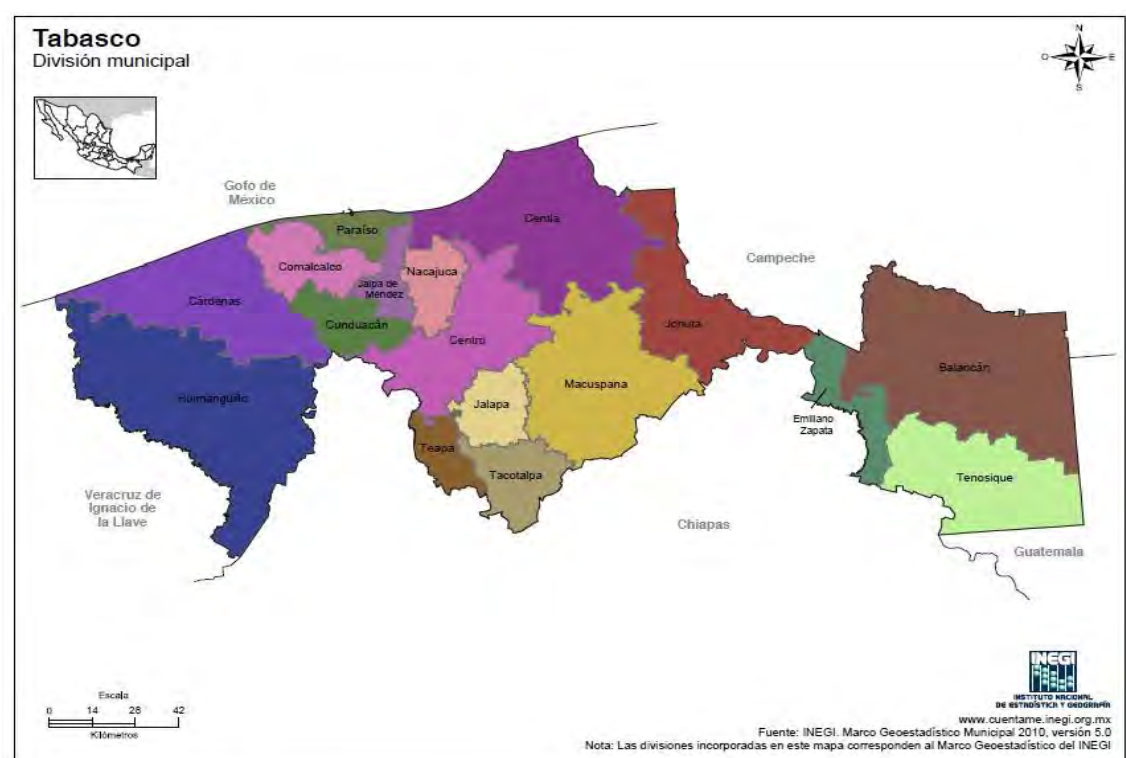 Tabasco
División municipal
N
O
E
S
Gofo de
México
Paraíso
Centla
Comalcalco
Jalpa de
Méndez
Nacajuca
Campeche
Cárdenas
Cunduacán
Centro
Jonuta
Balancán
Macuspana
Huimanguillo
Jalapa
Emiliano
Zapata
Teapa
Tacotalpa
Tenosique
Veracruz de
Ignacio de
la Llave
Chiapas
Guatemala
Escala
0 14 28 42
Kilómetros
INEGI
INSTITUTO NACIONAL
DE ESTADÍSTICA Y GEOGRAFÍA
www.cuentame.inegi.org.mx
Fuente: INEGI. Marco Geoestadístico Municipal 2010, versión 5.0
Nota: Las divisiones incorporadas en este mapa corresponden al Marco Geoestadístico del INEGI